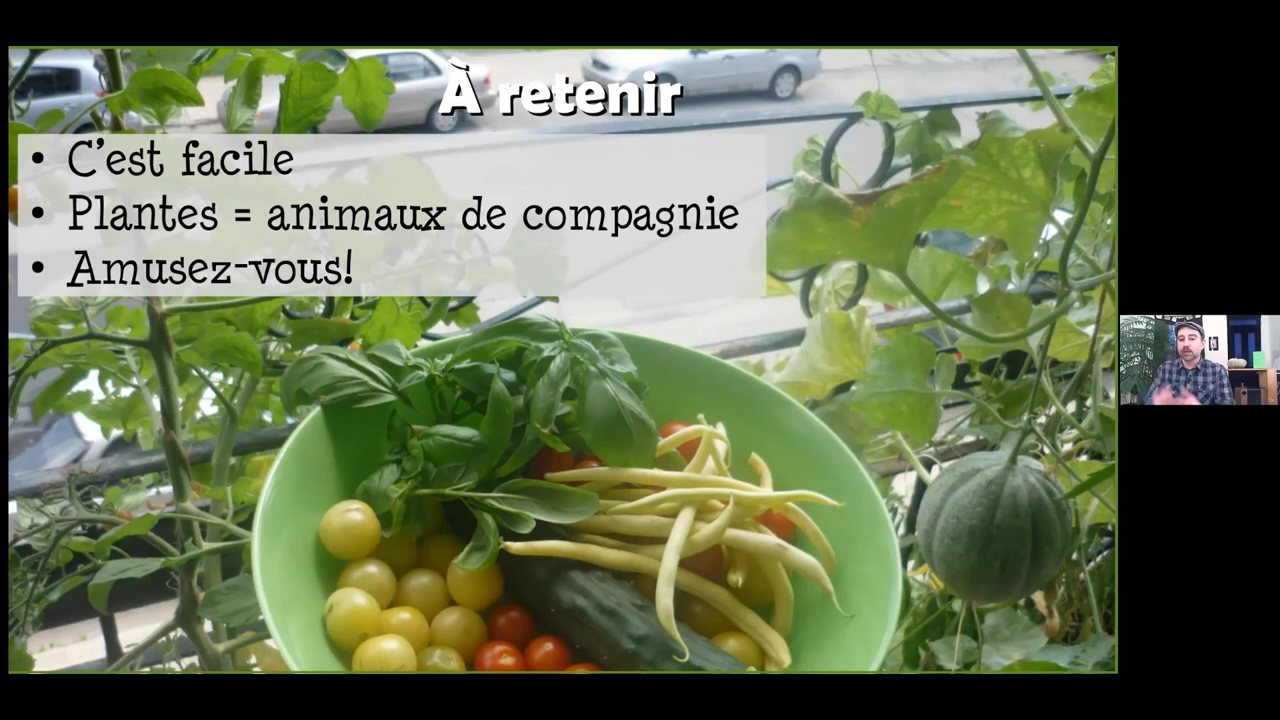 À retenir
• C'est facile
• Plantes = animaux de compagnie
• Amusez-vous!